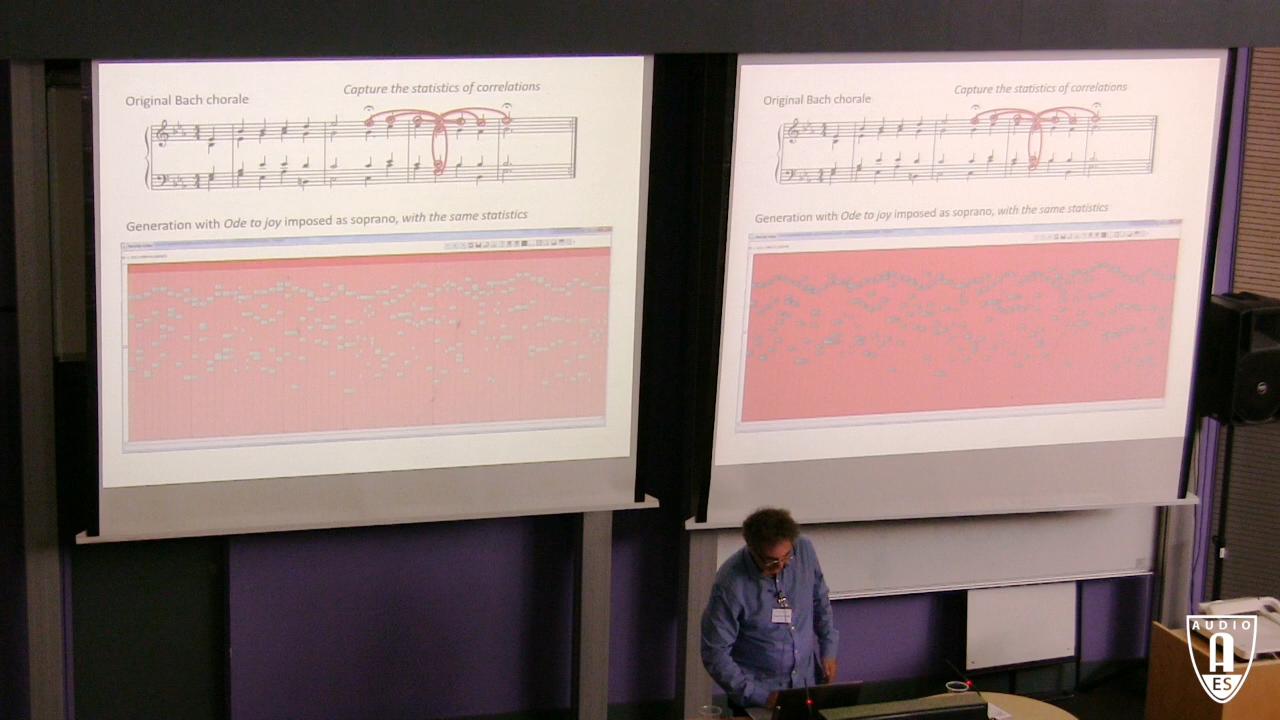 Capture the statistics of correlations
Original Bach chorale
Generation with Ode to joy imposed as soprano, with the same statistics
Capture the statistics of correlations
Original Bach chorale
Generation with Ode to joy imposed as soprano, with the same statistics
AUDIO
A
ES